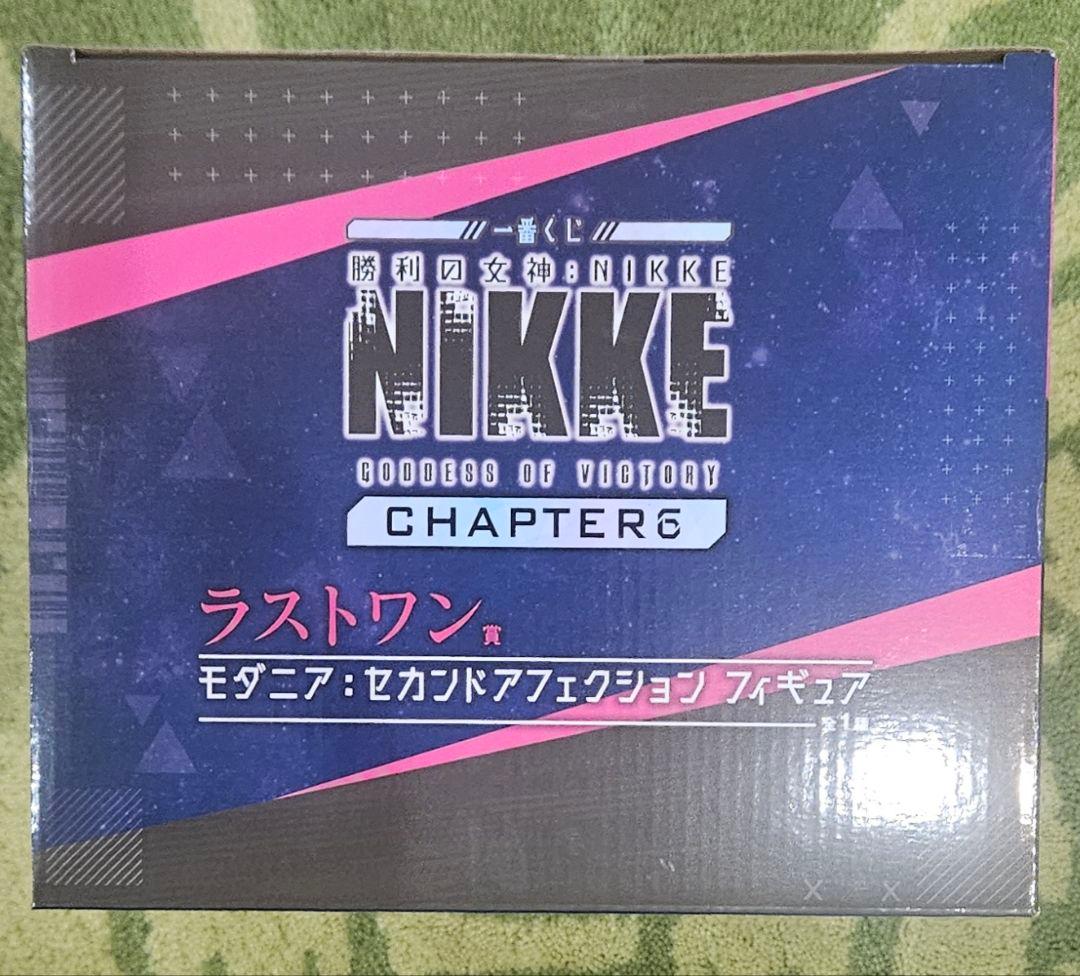 一番くじ
勝利の女神:NIKKE
NIKKE
GODDESS OF VICTORY
CHAPTER6
ラストワン賞
モダニア:セカンドアフェクション フィギュア
全1種